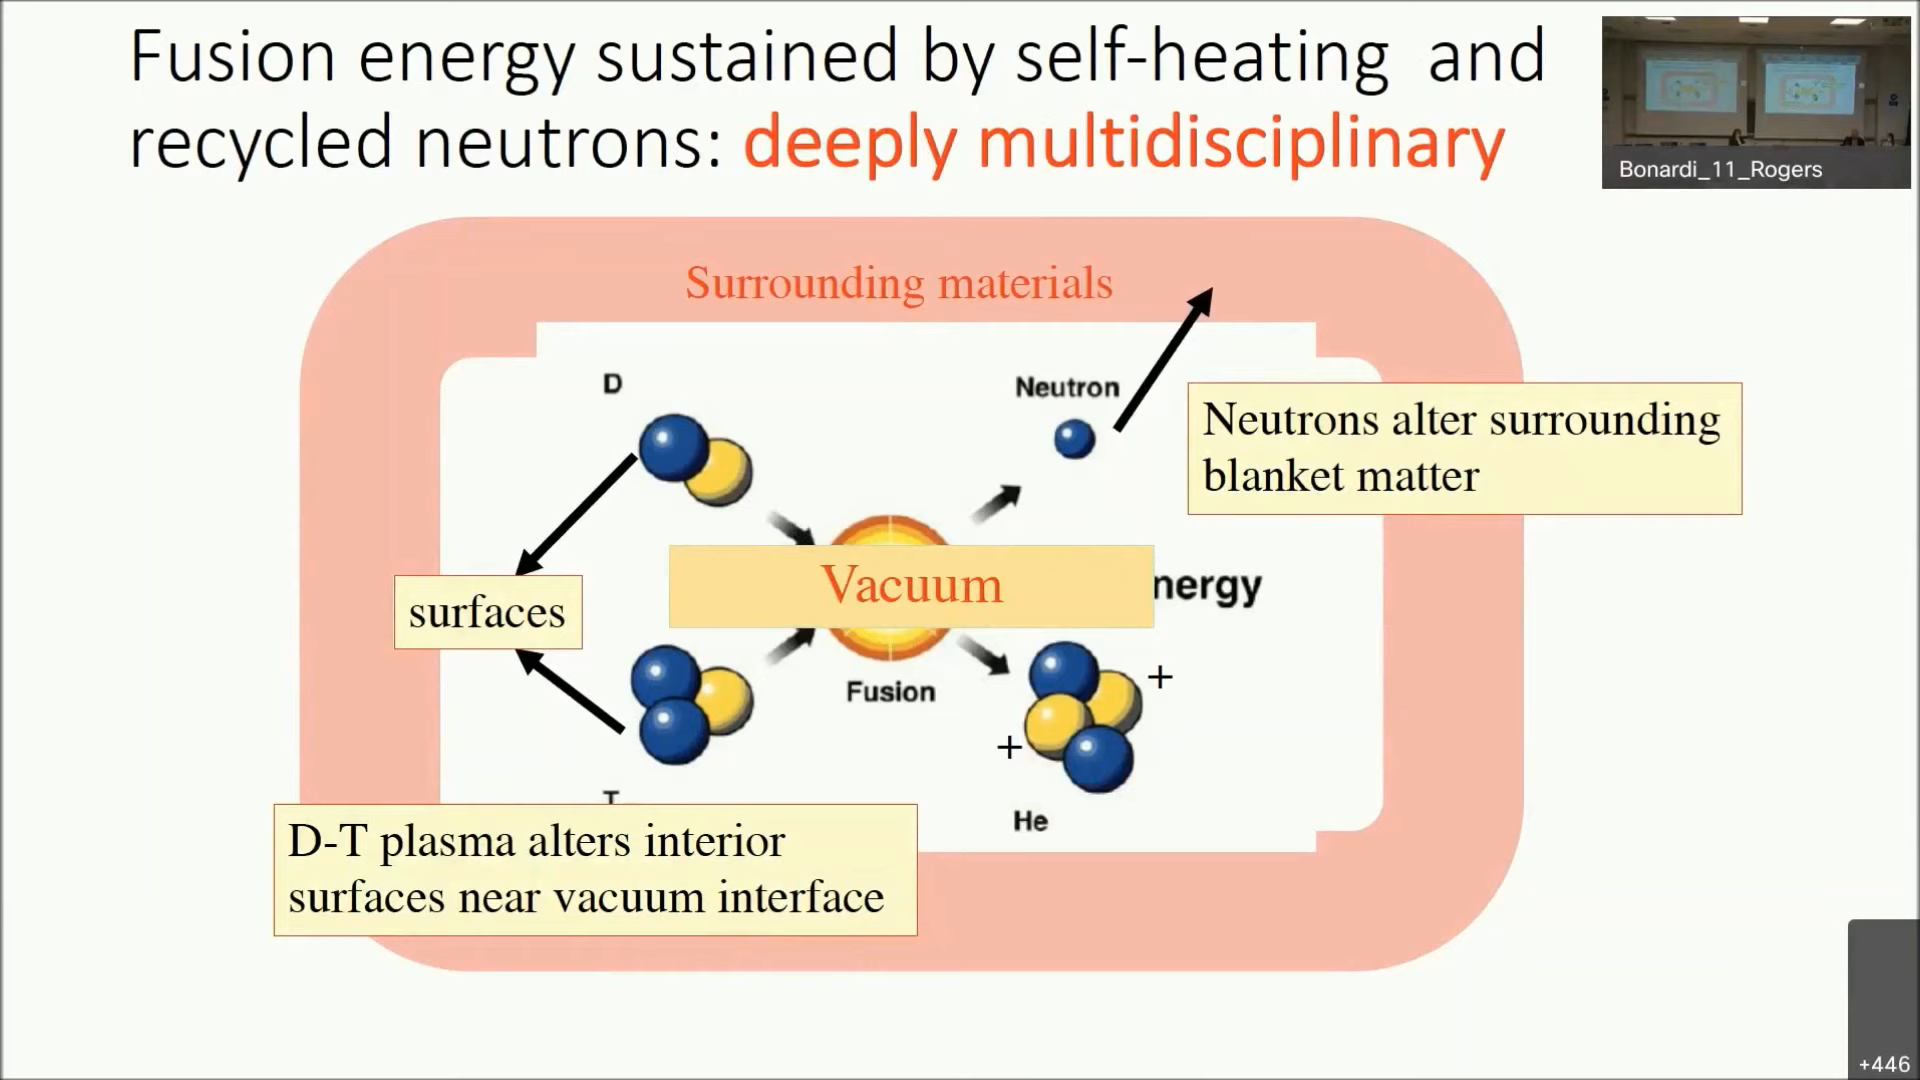 Fusion energy sustained by self-heating and
recycled neutrons: deeply multidisciplinary
Bonardi_11_Rogers
Surrounding materials
D
Neutron
Neutrons alter surrounding
blanket matter
Vacuum
nergy
surfaces
Fusion
+
+
T
He
D-T plasma alters interior
surfaces near vacuum interface
+446